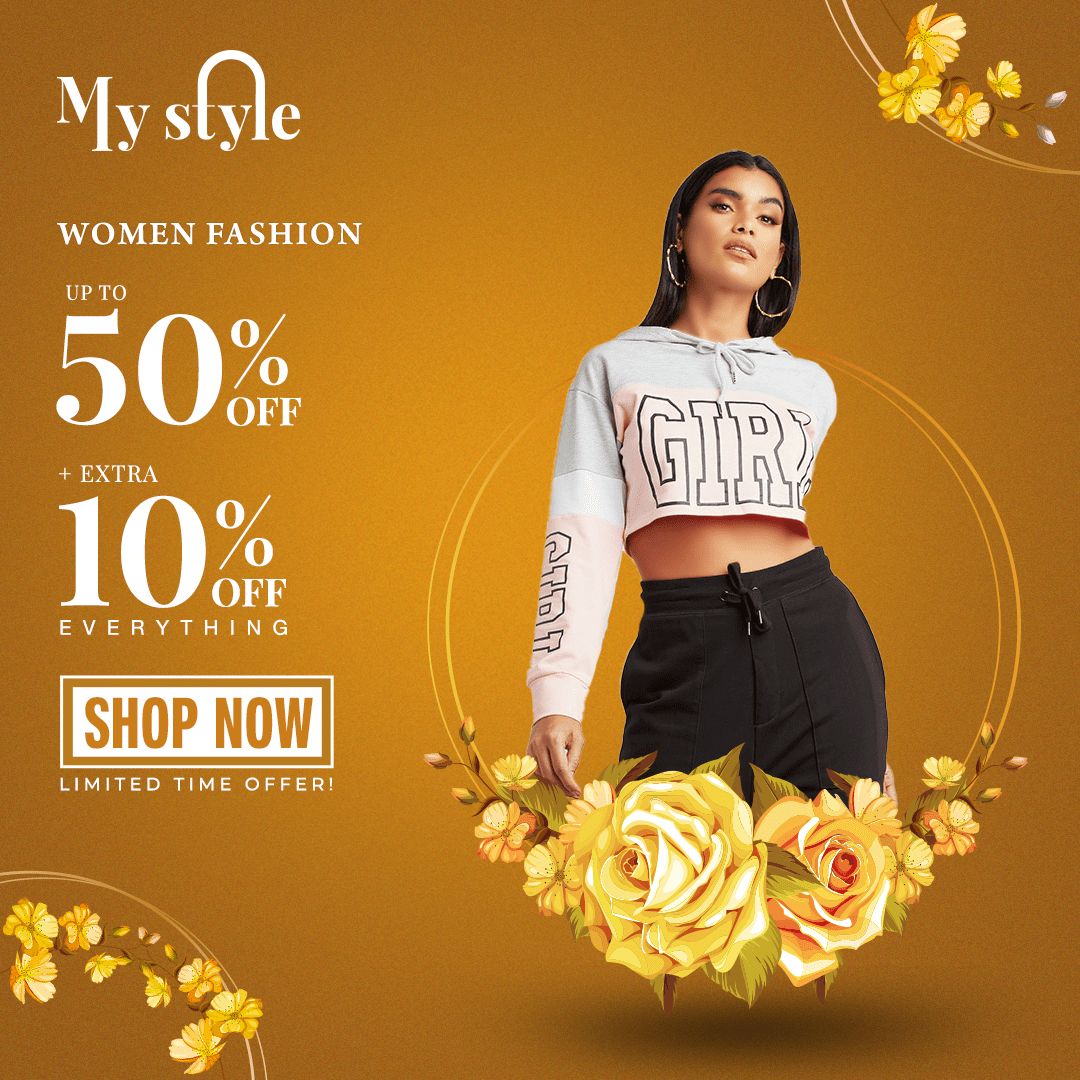 My style
WOMEN FASHION
UP TO
50%
OFF
+ EXTRA
10%
OFF
EVERYTHING
SHOP NOW
LIMITED TIME OFFER!
GIRL
GIRL